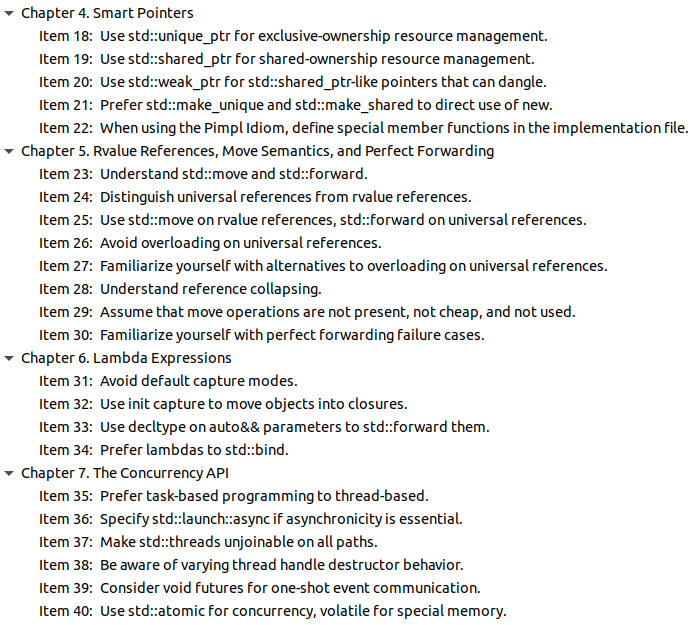 Chapter 4. Smart Pointers
Item 18: Use std::unique_ptr for exclusive-ownership resource management.
Item 19: Use std::shared_ptr for shared-ownership resource management.
Item 20: Use std::weak_ptr for std::shared_ptr-like pointers that can dangle.
Item 21: Prefer std::make_unique and std::make_shared to direct use of new.
Item 22: When using the Pimpl Idiom, define special member functions in the implementation file.
Chapter 5. Rvalue References, Move Semantics, and Perfect Forwarding
Item 23: Understand std::move and std::forward.
Item 24: Distinguish universal references from rvalue references.
Item 25: Use std::move on rvalue references, std::forward on universal references.
Item 26: Avoid overloading on universal references.
Item 27: Familiarize yourself with alternatives to overloading on universal references.
Item 28: Understand reference collapsing.
Item 29: Assume that move operations are not present, not cheap, and not used.
Item 30: Familiarize yourself with perfect forwarding failure cases.
Chapter 6. Lambda Expressions
Item 31: Avoid default capture modes.
Item 32: Use init capture to move objects into closures.
Item 33: Use decltype on auto&& parameters to std::forward them.
Item 34: Prefer lambdas to std::bind.
Chapter 7. The Concurrency API
Item 35: Prefer task-based programming to thread-based.
Item 36: Specify std::launch::async if asynchronicity is essential.
Item 37: Make std::threads unjoinable on all paths.
Item 38: Be aware of varying thread handle destructor behavior.
Item 39: Consider void futures for one-shot event communication.
Item 40: Use std::atomic for concurrency, volatile for special memory.